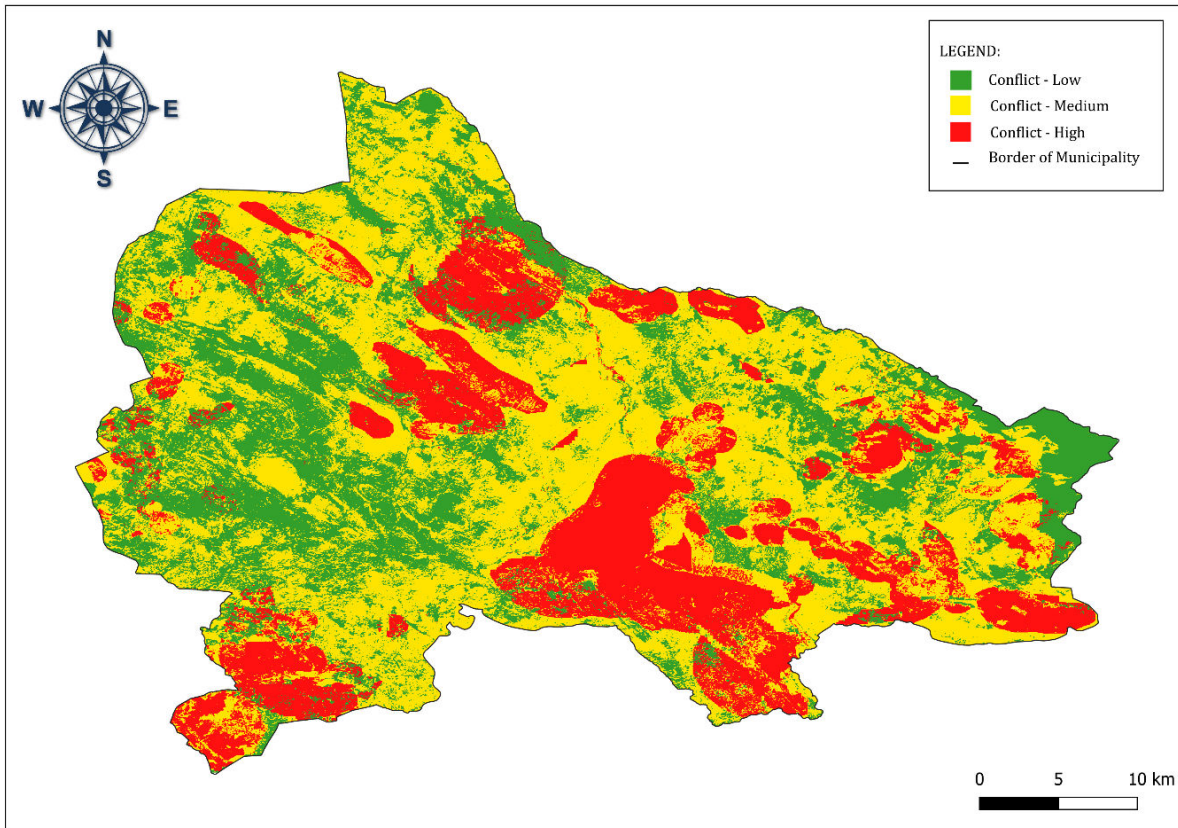 N
W E
S
LEGEND:
Conflict - Low
Conflict - Medium
Conflict - High
Border of Municipality
0 5 10 km